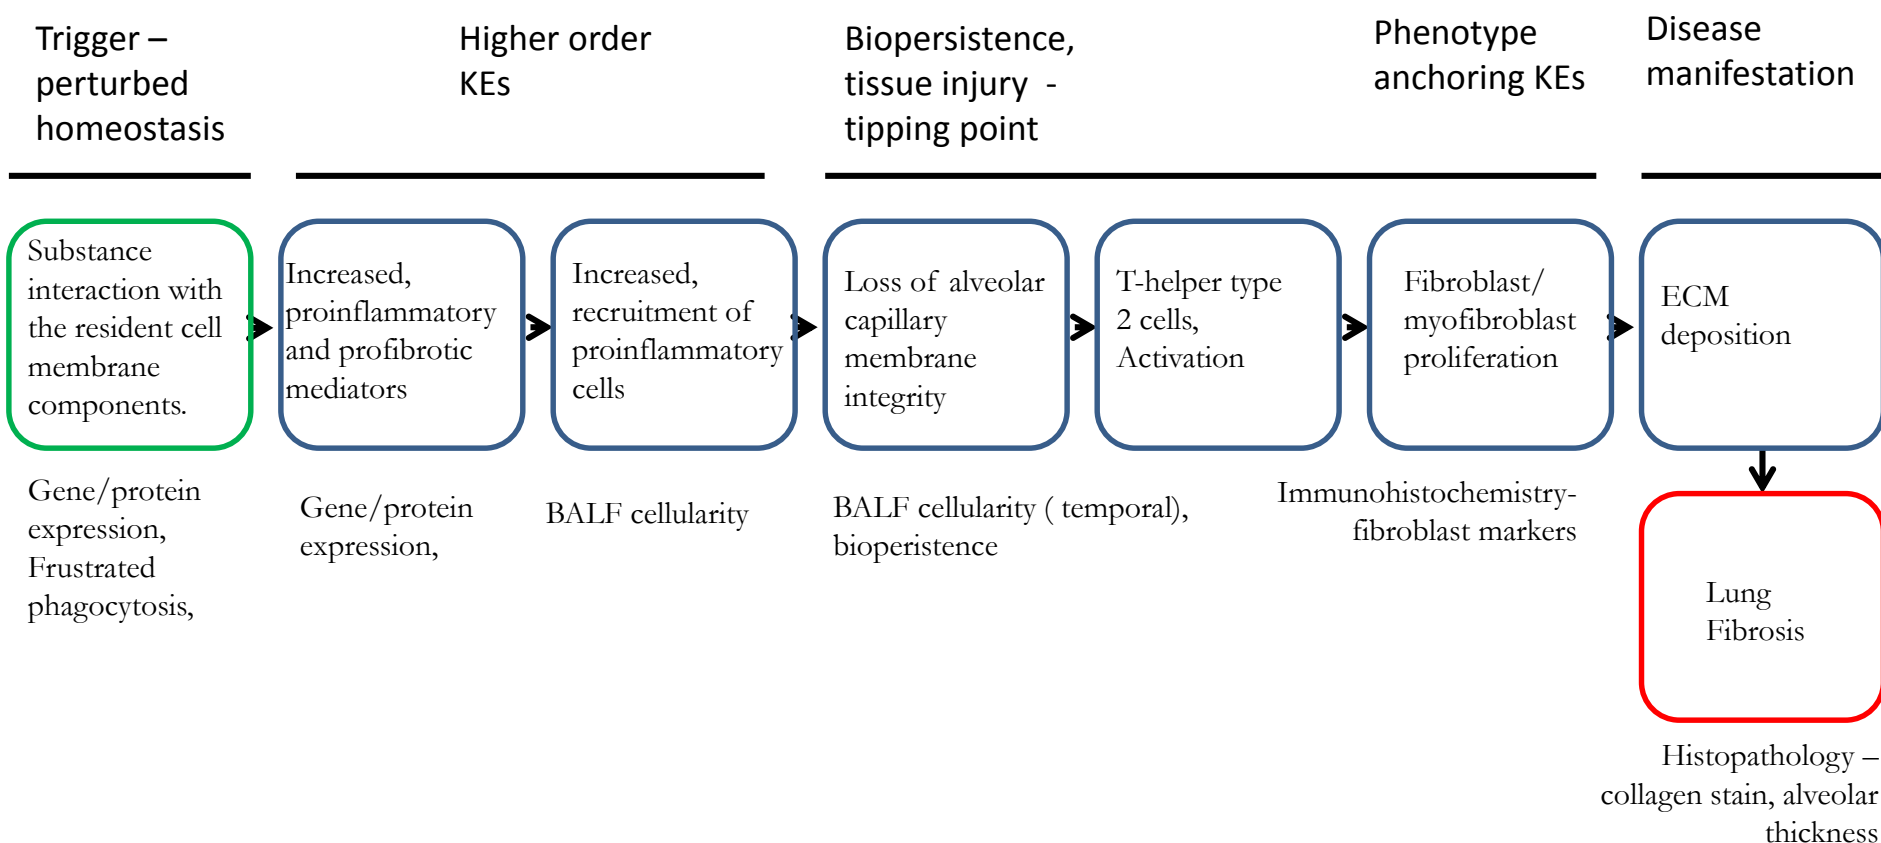 Trigger –
perturbed
homeostasis
Higher order
KEs
Biopersistence,
tissue injury -
tipping point
Phenotype
anchoring KEs
Disease
manifestation
Substance
interaction with
the resident cell
membrane
components.
Increased,
proinflammatory
and profibrotic
mediators
Increased,
recruitment of
proinflammatory
cells
Loss of alveolar
capillary
membrane
integrity
T-helper type
2 cells,
Activation
Fibroblast/
myofibroblast
proliferation
ECM
deposition
Gene/protein
expression,
Frustrated
phagocytosis,
Gene/protein
expression,
BALF cellularity
BALF cellularity ( temporal),
bioperistence
Immunohistochemistry-
fibroblast markers
Lung
Fibrosis
Histopathology –
collagen stain, alveolar
thickness